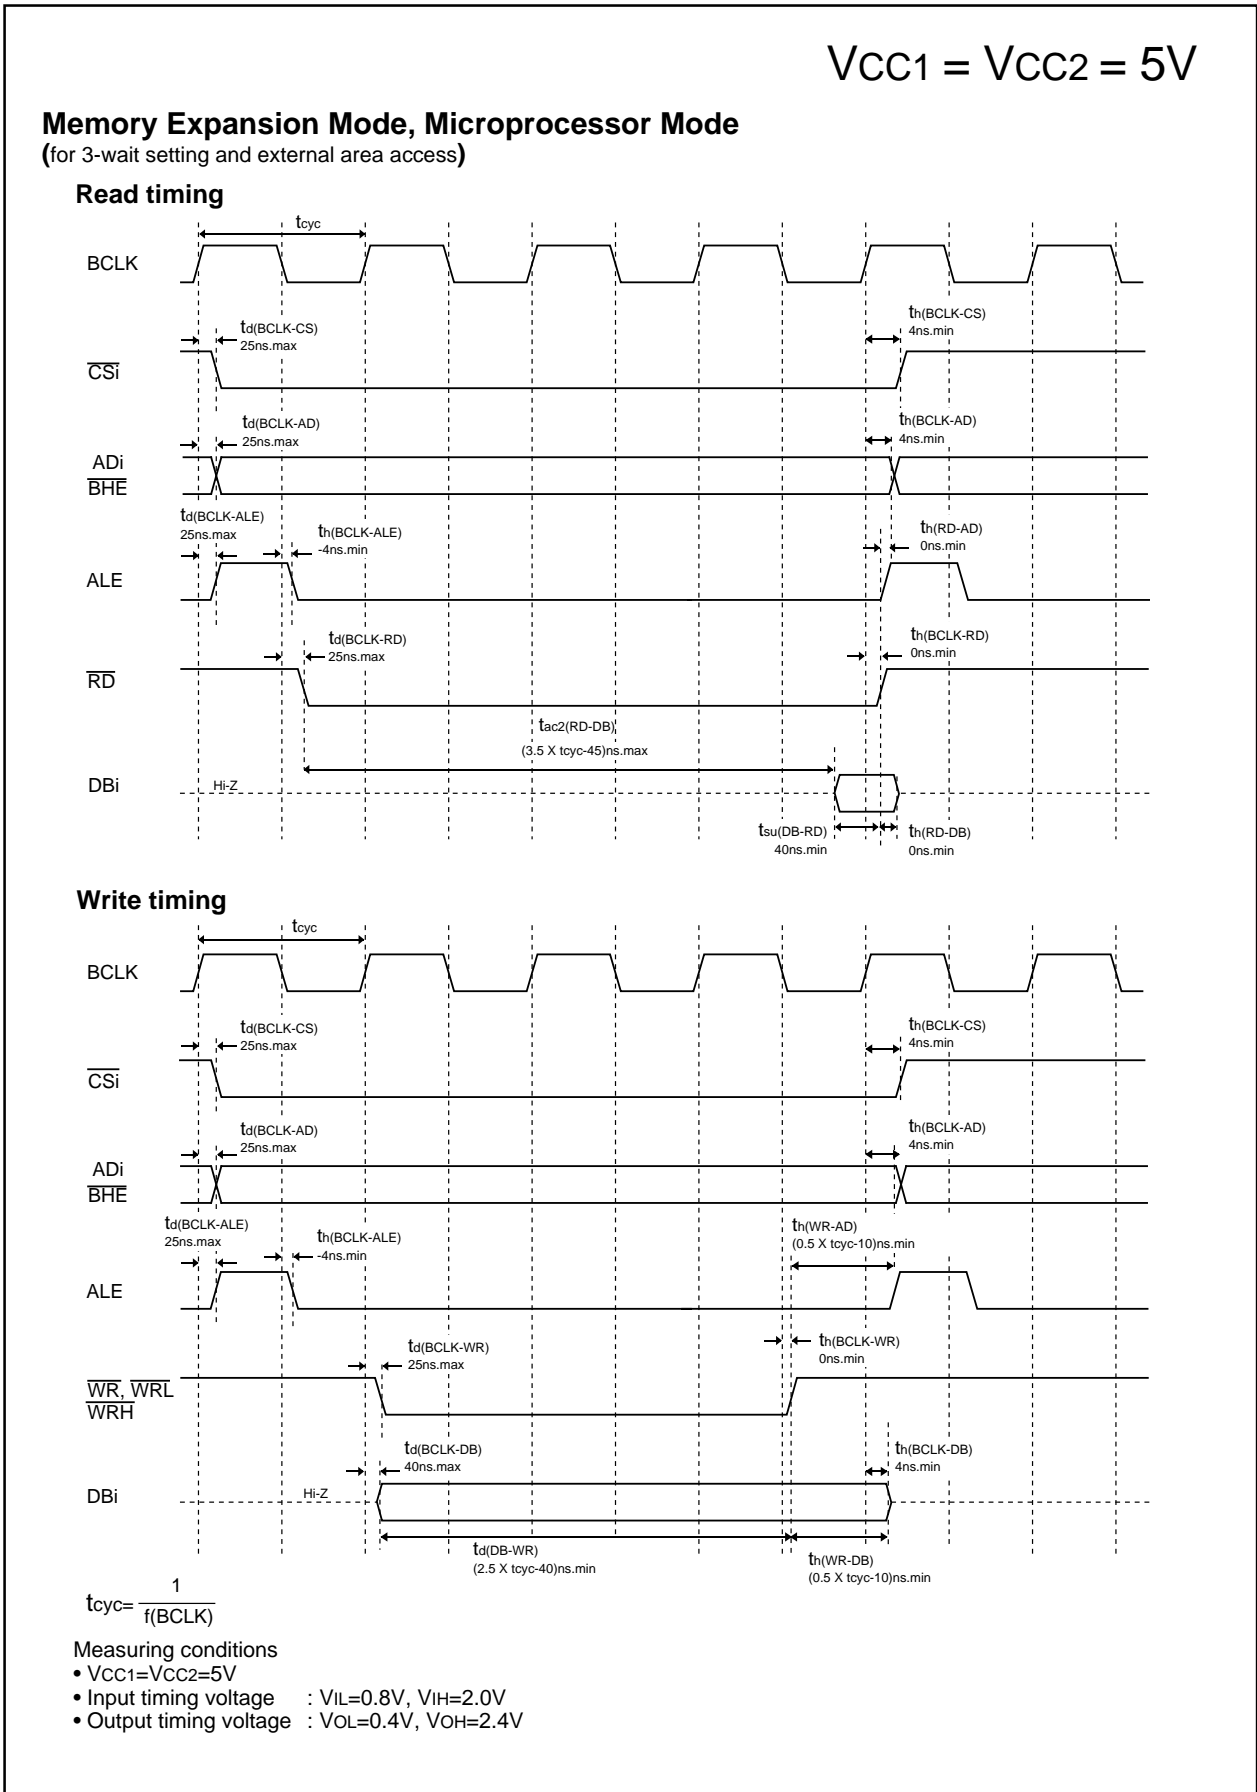 VCC1 = VCC2 = 5V
Memory Expansion Mode, Microprocessor Mode
(for 3-wait setting and external area access)
Read timing
tcyc
BCLK
td(BCLK-CS)
25ns.max
th(BCLK-CS)
4ns.min
CSi
td(BCLK-AD)
25ns.max
th(BCLK-AD)
4ns.min
ADi
BHE
td(BCLK-ALE)
25ns.max
th(BCLK-ALE)
-4ns.min
th(RD-AD)
0ns.min
ALE
td(BCLK-RD)
25ns.max
th(BCLK-RD)
0ns.min
RD
tac2(RD-DB)
(3.5 X tcyc-45)ns.max
DBi
Hi-Z
tsu(DB-RD)
40ns.min
th(RD-DB)
0ns.min
Write timing
tcyc
BCLK
td(BCLK-CS)
25ns.max
th(BCLK-CS)
4ns.min
CSi
td(BCLK-AD)
25ns.max
th(BCLK-AD)
4ns.min
ADi
BHE
td(BCLK-ALE)
25ns.max
th(BCLK-ALE)
-4ns.min
th(WR-AD)
(0.5 X tcyc-10)ns.min
ALE
td(BCLK-WR)
25ns.max
th(BCLK-WR)
0ns.min
WR, WRL
WRH
td(BCLK-DB)
40ns.max
th(BCLK-DB)
4ns.min
DBi
Hi-Z
td(DB-WR)
(2.5 X tcyc-40)ns.min
th(WR-DB)
(0.5 X tcyc-10)ns.min
1
tcyc=
f(BCLK)
Measuring conditions
• VCC1=VCC2=5V
• Input timing voltage : VIL=0.8V, VIH=2.0V
• Output timing voltage : VOL=0.4V, VOH=2.4V